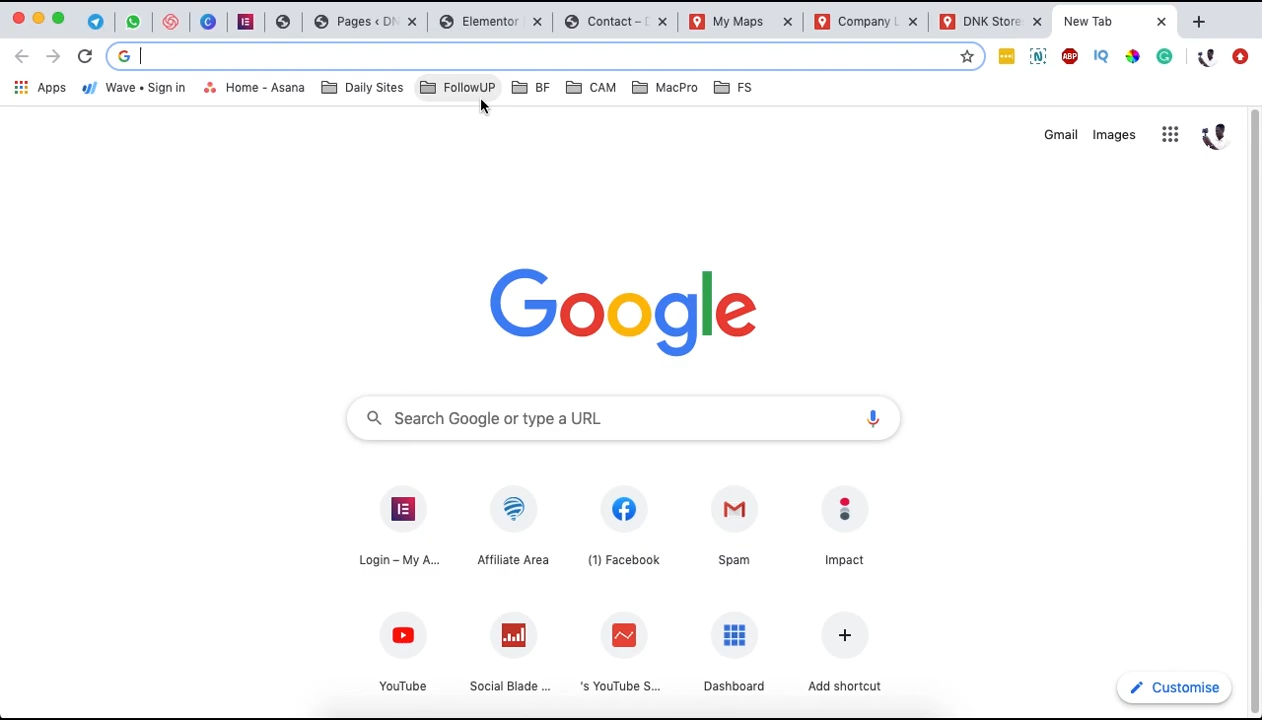 Pages ‹ DN
Elementor
Contact – D
My Maps
Company L
DNK Store
New Tab
Apps
Wave • Sign in
Home - Asana
Daily Sites
FollowUP
BF
CAM
MacPro
FS
Gmail
Images
Google
Search Google or type a URL
Login – My A...
Affiliate Area
(1) Facebook
Spam
Impact
YouTube
Social Blade ...
's YouTube S...
Dashboard
Add shortcut
Customise
ABP
IQ